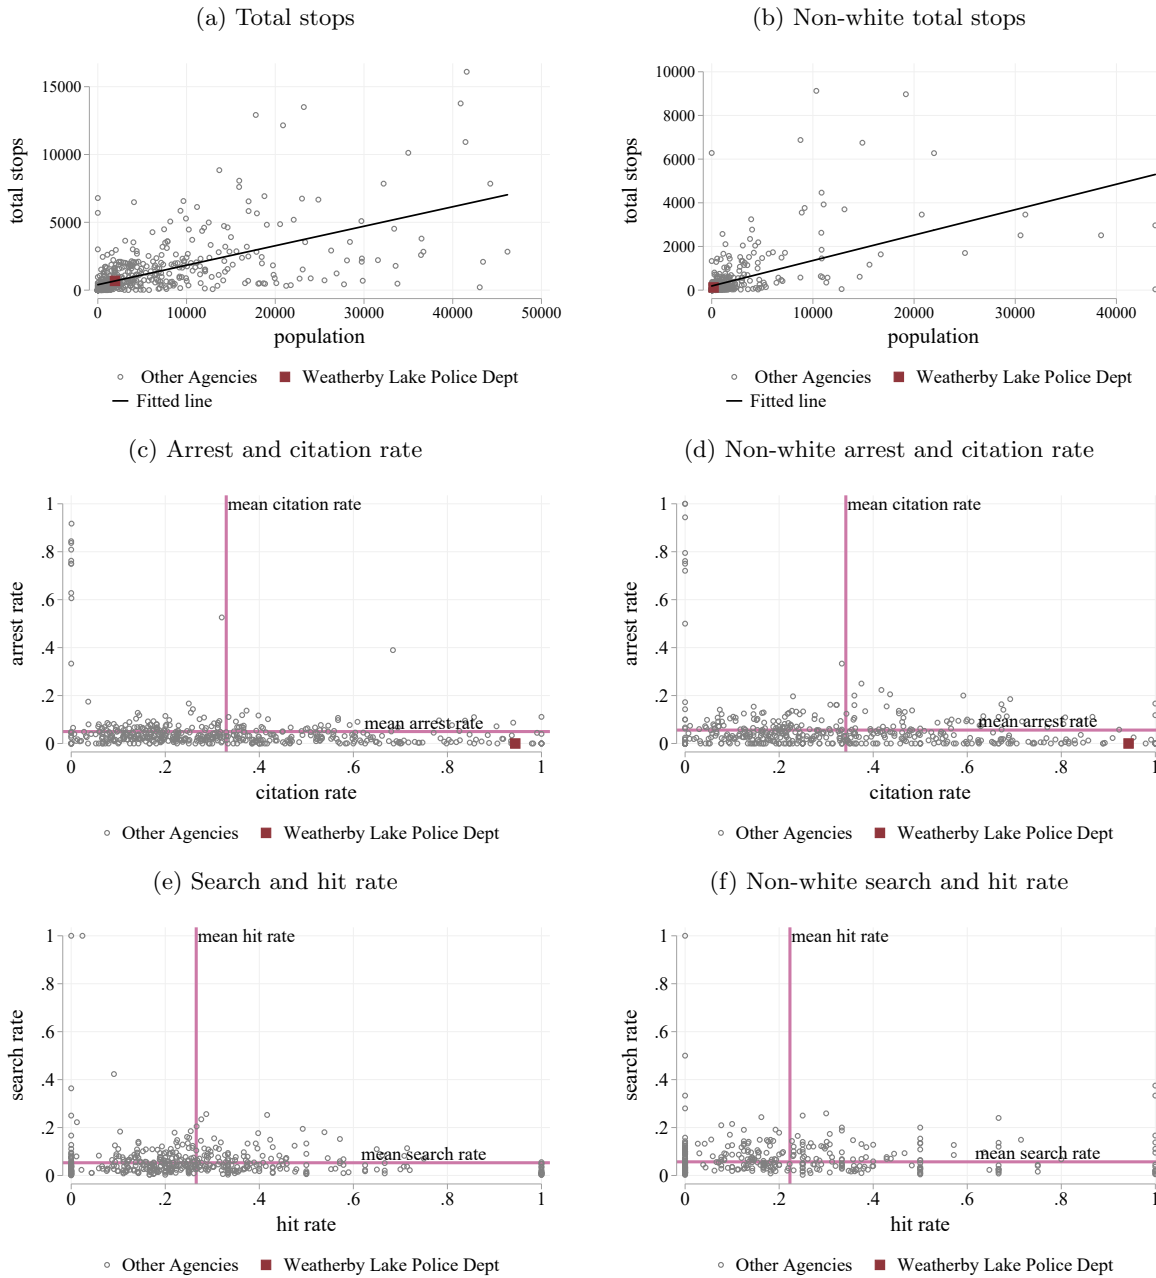 (a) Total stops
(b) Non-white total stops
total stops
15000
10000
5000
0
0 10000 20000 30000 40000 50000
population
Other Agencies Weatherby Lake Police Dept
Fitted line
total stops
10000
8000
6000
4000
2000
0
0 10000 20000 30000 40000
population
Other Agencies Weatherby Lake Police Dept
Fitted line
(c) Arrest and citation rate
(d) Non-white arrest and citation rate
arrest rate
1
.8
.6
.4
.2
0
mean citation rate
mean arrest rate
0 .2 .4 .6 .8 1
citation rate
Other Agencies Weatherby Lake Police Dept
arrest rate
1
.8
.6
.4
.2
0
mean citation rate
mean arrest rate
0 .2 .4 .6 .8 1
citation rate
Other Agencies Weatherby Lake Police Dept
(e) Search and hit rate
(f) Non-white search and hit rate
search rate
1
.8
.6
.4
.2
0
mean hit rate
mean search rate
0 .2 .4 .6 .8 1
hit rate
Other Agencies Weatherby Lake Police Dept
search rate
1
.8
.6
.4
.2
0
mean hit rate
mean search rate
0 .2 .4 .6 .8 1
hit rate
Other Agencies Weatherby Lake Police Dept